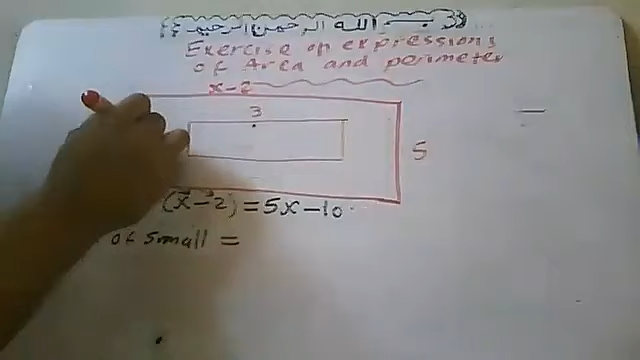 بسم الله الرحمن الرحيم
Exercise on expressions
of Area and perimeter
x-2
3
5
(x-2) = 5x-10
of small =